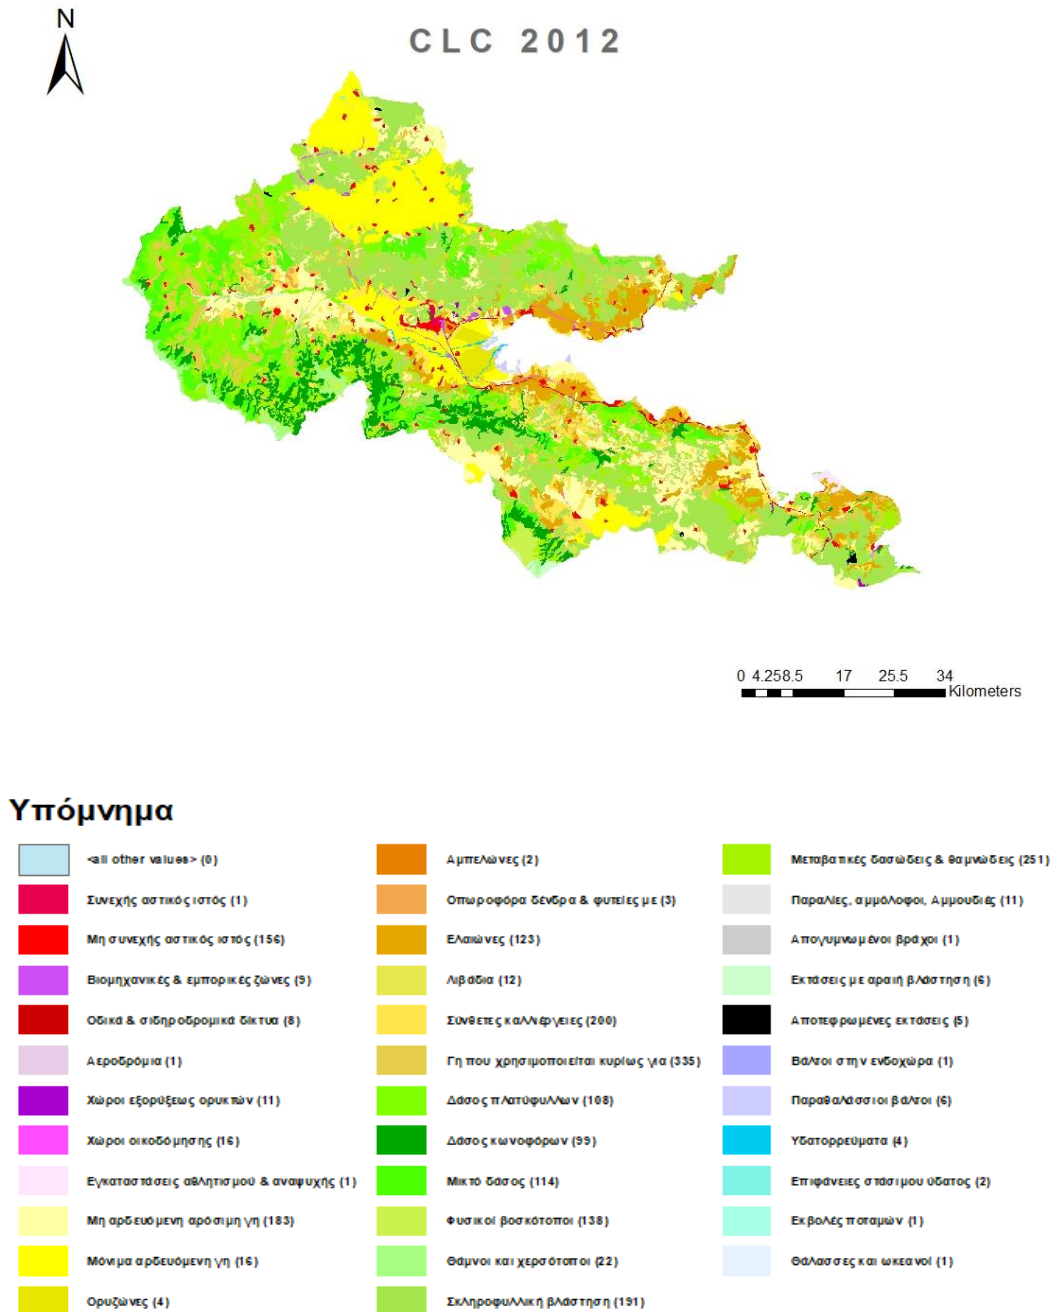 N
CLC 2012
0 4.258.5 17 25.5 34
Kilometers
Υπόμνημα
<all other values> (0)
Συνεχής αστικός ιστός (1)
Μη συνεχής αστικός ιστός (156)
Βιομηχανικές & εμπορικές ζώνες (9)
Οδικά & σιδηροδρομικά δίκτυα (8)
Αεροδρόμια (1)
Χώροι εξορύξεως ορυκτών (11)
Χώροι οικοδόμησης (16)
Εγκαταστάσεις αθλητισμού & αναψυχής (1)
Μη αρδευόμενη αρόσιμη γη (183)
Μόνιμα αρδευόμενη γη (16)
Ορυζώνες (4)
Αμπελώνες (2)
Οπωροφόρα δένδρα & φυτείες με (3)
Ελαιώνες (123)
Λιβάδια (12)
Σύνθετες καλλιέργειες (200)
Γη που χρησιμοποιείται κυρίως για (335)
Δάσος πλατύφυλλων (108)
Δάσος κωνοφόρων (99)
Μικτό δάσος (114)
Φυσικοί βοσκότοποι (138)
Θάμνοι και χερσότοποι (22)
Σκληροφυλλική βλάστηση (191)
Μεταβατικές δασώδεις & θαμνώδεις (251)
Παραλίες, αμμόλοφοι, Αμμουδιές (11)
Απογυμνωμένοι βράχοι (1)
Εκτάσεις με αραιή βλάστηση (6)
Αποτεφρωμένες εκτάσεις (5)
Βάλτοι στην ενδοχώρα (1)
Παραθαλάσσιοι βάλτοι (6)
Υδατορρεύματα (4)
Επιφάνειες στάσιμου ύδατος (2)
Εκβολές ποταμών (1)
Θάλασσες και ωκεανοί (1)